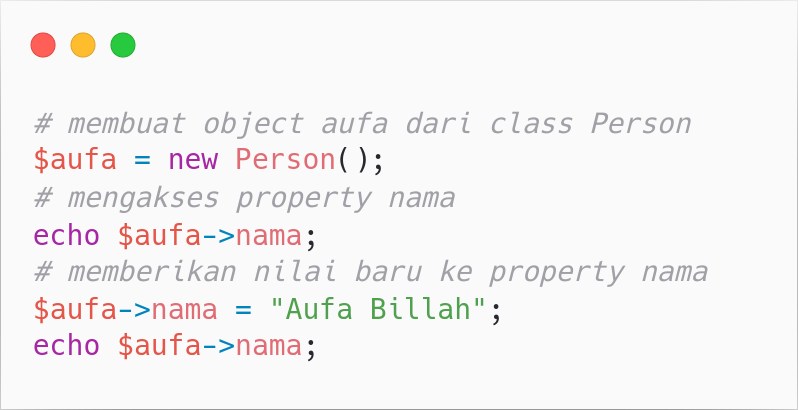 # membuat object aufa dari class Person
$aufa = new Person();
# mengakses property nama
echo $aufa->nama;
# memberikan nilai baru ke property nama
$aufa->nama = "Aufa Billah";
echo $aufa->nama;